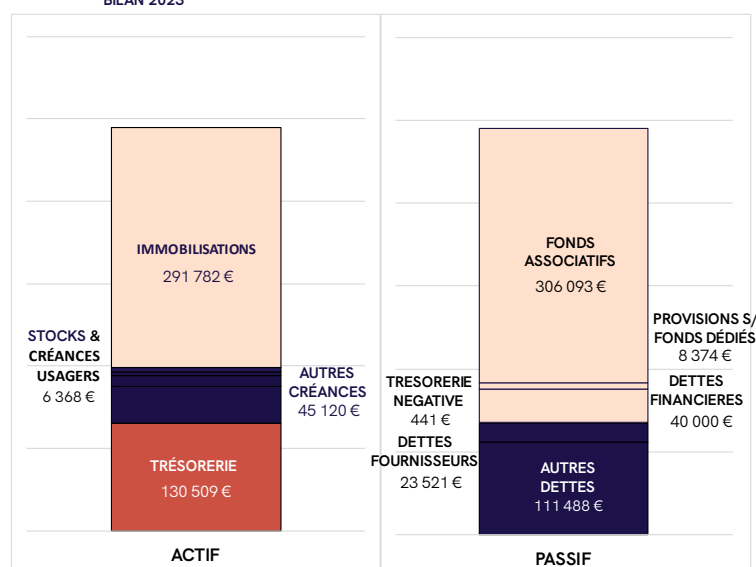 BILAN 2023
IMMOBILISATIONS
291 782 €
STOCKS &
CRÉANCES
USAGERS
6 368 €
AUTRES
CRÉANCES
45 120 €
TRÉSORERIE
130 509 €
ACTIF
FONDS
ASSOCIATIFS
306 093 €
PROVISIONS S/
FONDS DÉDIÉS
8 374 €
TRESORERIE
NEGATIVE
441 €
DETTES
FINANCIERES
40 000 €
DETTES
FOURNISSEURS
23 521 €
AUTRES
DETTES
111 488 €
PASSIF